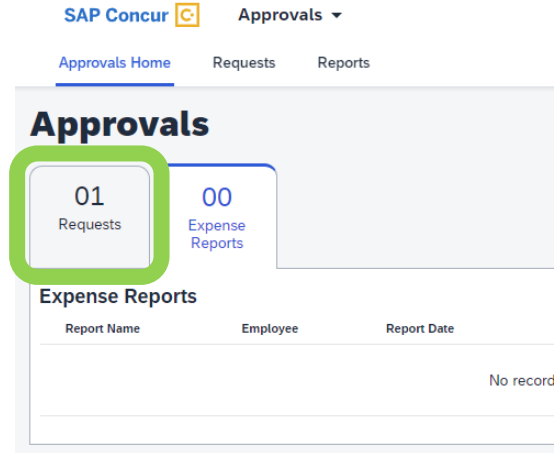 SAP Concur C Approvals
Approvals Home Requests Reports
Approvals
01 00
Requests Expense
Reports
Expense Reports
Report Name Employee Report Date
No record